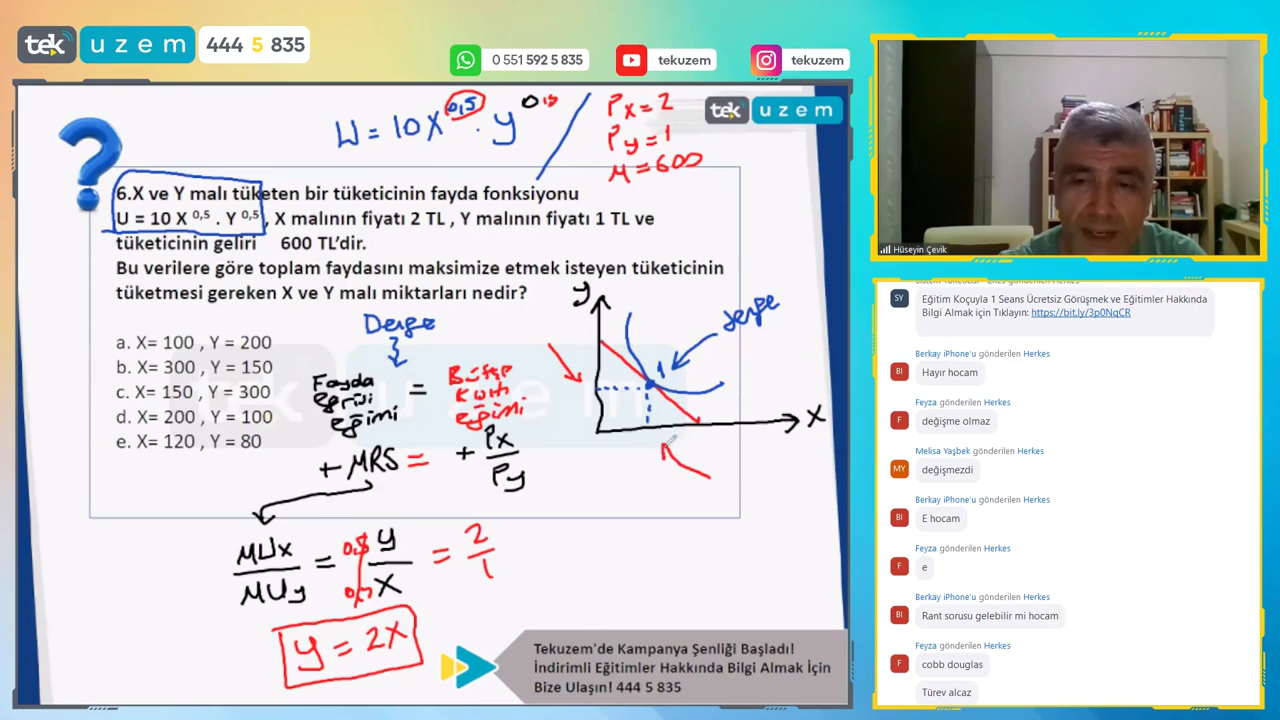 tek uzem 444 5 835
0 551 592 5 835
tekuzem
tekuzem
U = 10X^0,5 . y^0,5
Px = 2
Py = 1
M = 600
tek uzem
6.X ve Y malı tüketen bir tüketicinin fayda fonksiyonu
U = 10 X ^0,5 . Y ^0,5 , X malının fiyatı 2 TL , Y malının fiyatı 1 TL ve
tüketicinin geliri 600 TL'dir.
Bu verilere göre toplam faydasını maksimize etmek isteyen tüketicinin
tüketmesi gereken X ve Y malı miktarları nedir?
a. X= 100 , Y = 200
b. X= 300 , Y = 150
c. X= 150 , Y = 300
d. X= 200 , Y = 100
e. X= 120 , Y = 80
Denge
Fayda
eğrisi
eğimi
=
Bütçe
kısıtı
eğimi
+ MRS = + Px/Py
MUx/MUy = 0,5 y/0,5 X = 2/1
y = 2X
y
Denge
1
X
Tekuzem'de Kampanya Şenliği Başladı!
İndirimli Eğitimler Hakkında Bilgi Almak İçin
Bize Ulaşın! 444 5 835
Hüseyin Çevik
SY
Eğitim Koçuyla 1 Seans Ücretsiz Görüşmek ve Eğitimler Hakkında
Bilgi Almak için Tıklayın: https://bit.ly/3p0NqCR
Berkay iPhone'u gönderilen Herkes
BI
Hayır hocam
Feyza gönderilen Herkes
F
değişme olmaz
Melisa Yaşbek gönderilen Herkes
MY
değişmezdi
Berkay iPhone'u gönderilen Herkes
BI
E hocam
Feyza gönderilen Herkes
F
e
Berkay iPhone'u gönderilen Herkes
BI
Rant sorusu gelebilir mi hocam
Feyza gönderilen Herkes
F
cobb douglas
Türev alcaz